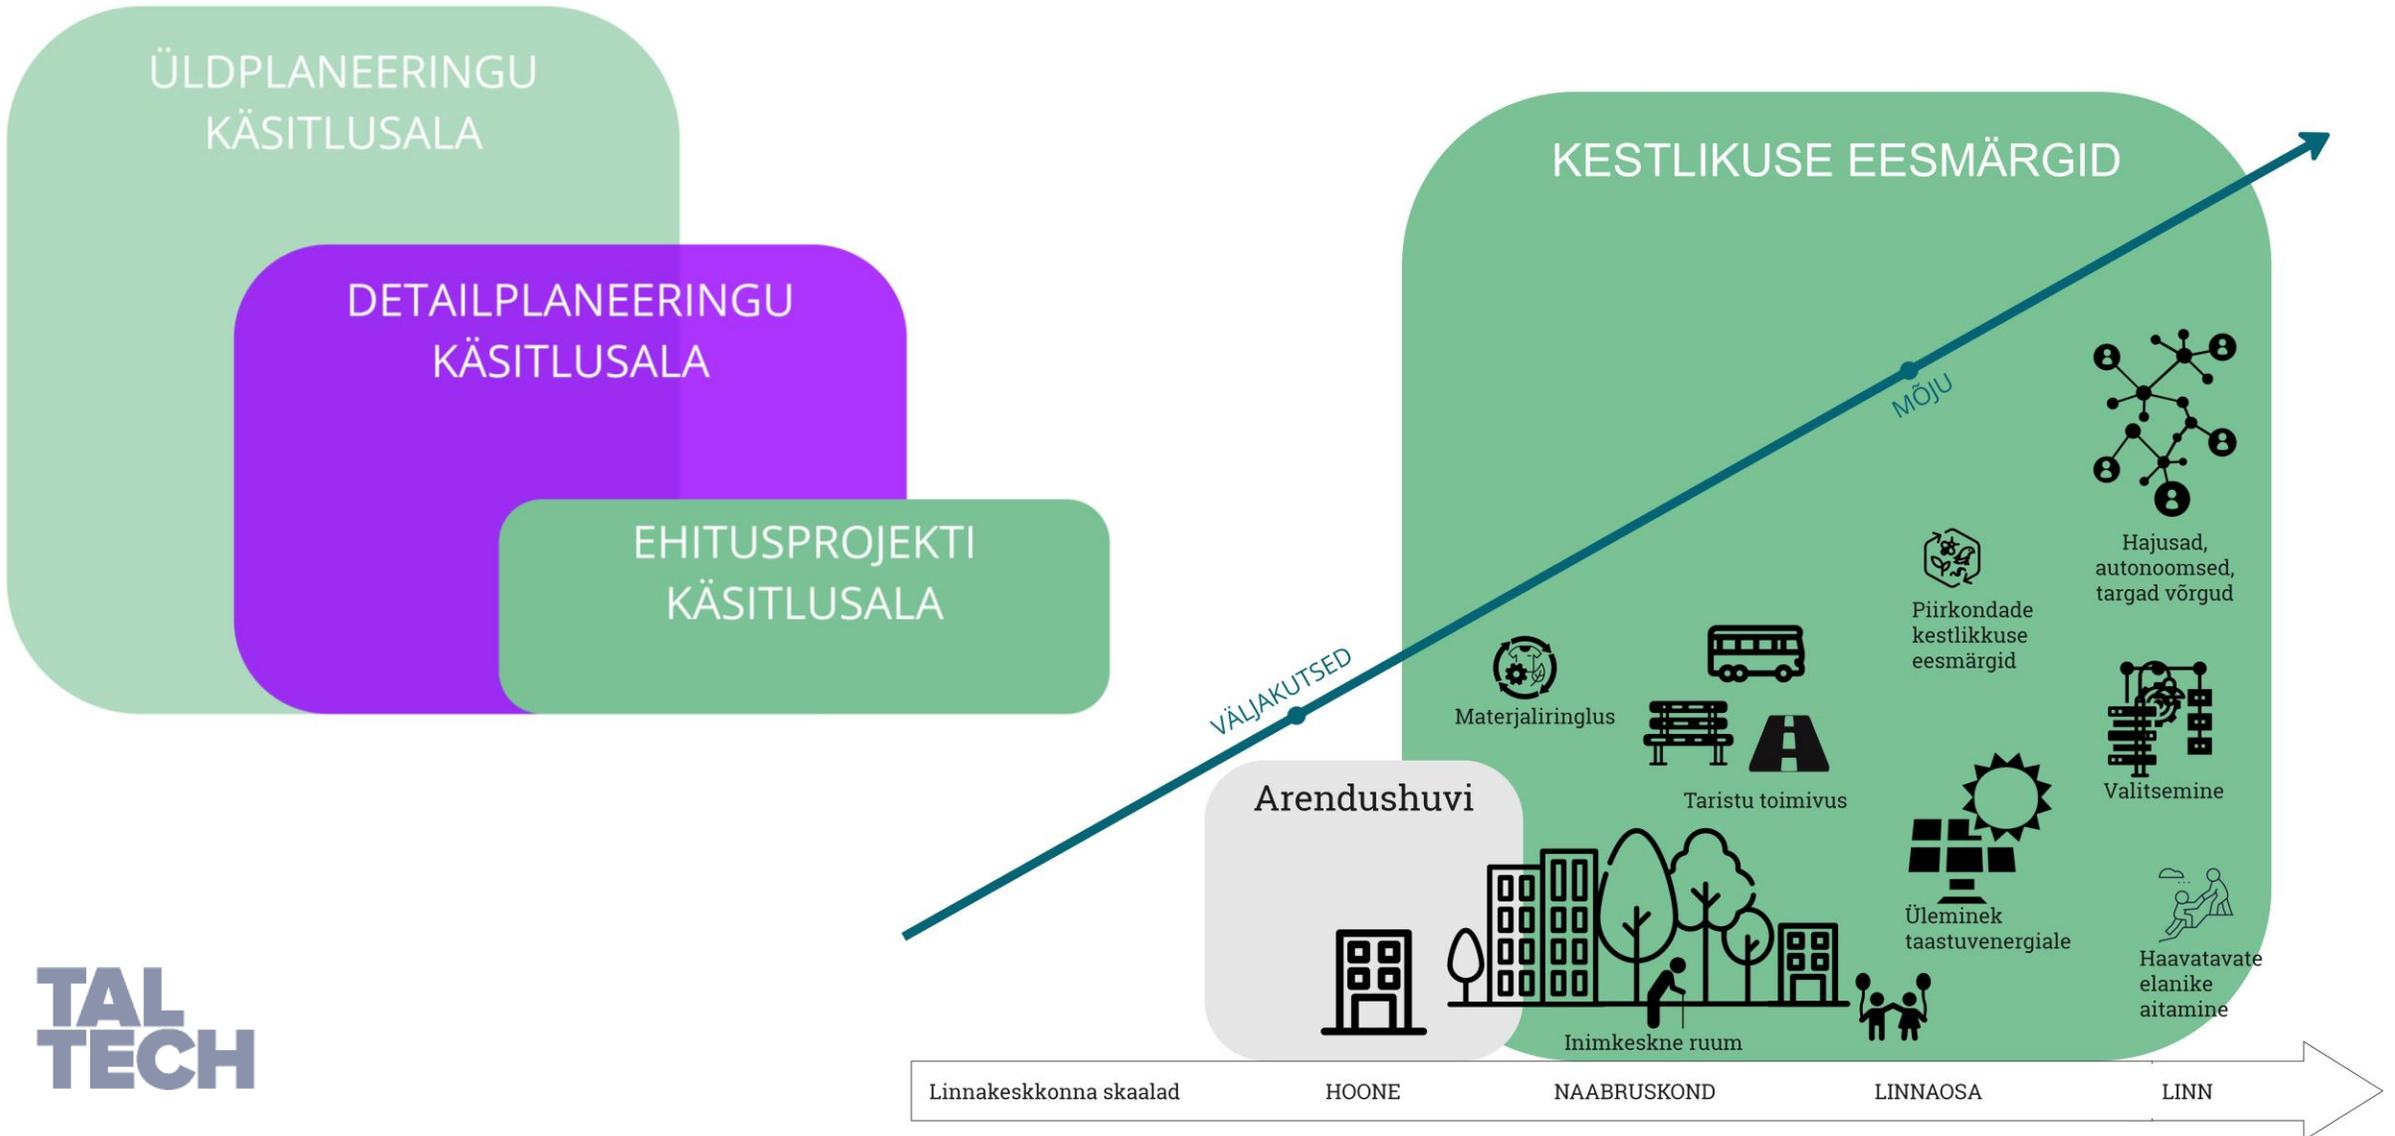 ÜLDPLANEERINGU
KÄSITLUSALA
DETAILPLANEERINGU
KÄSITLUSALA
EHITUSPROJEKTI
KÄSITLUSALA
KESTLIKUSE EESMÄRGID
VÄLJAKUTSED
MÕJU
Hajusad,
autonoomsed,
targad võrgud
Piirkondade
kestlikkuse
eesmärgid
Materjaliringlus
Taristu toimivus
Valitsemine
Arendushuvi
Üleminek
taastuvenergiale
Haavatavate
elanike
aitamine
Inimkeskne ruum
TAL
TECH
Linnakeskkonna skaalad HOONE NAABRUSKOND LINNAOSA LINN